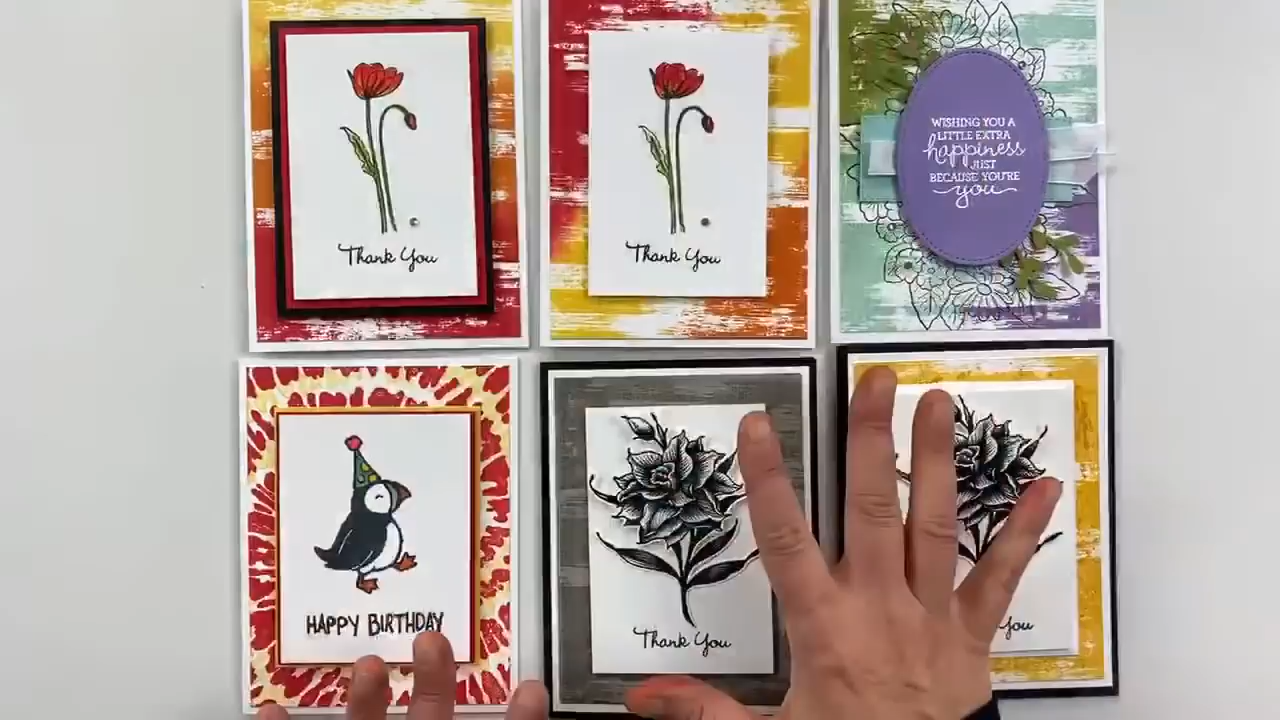 Thank You
Thank You
WISHING YOU A
LITTLE EXTRA
happiness
JUST
BECAUSE YOU'RE
you
HAPPY BIRTHDAY
Thank You
You